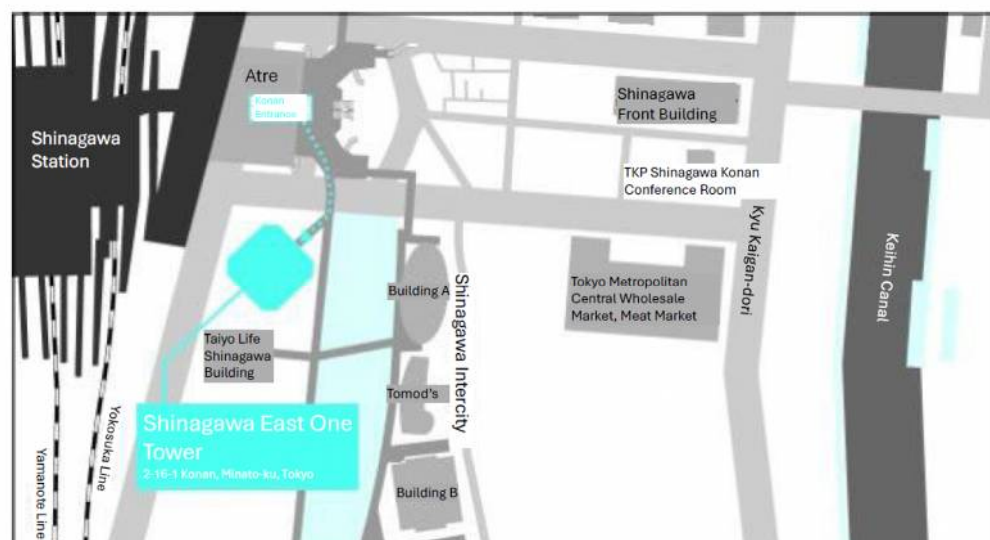 Atre
Konan
Entrance
Shinagawa
Station
Shinagawa
Front Building
TKP Shinagawa Konan
Conference Room
Kyu Kaigan-dori
Keihin Canal
Building A
Shinagawa Intercity
Tokyo Metropolitan
Central Wholesale
Market, Meat Market
Taiyo Life
Shinagawa
Building
Tomod's
Shinagawa East One
Tower
2-16-1 Konan, Minato-ku, Tokyo
Yokosuka Line
Yamanote Line
Building B